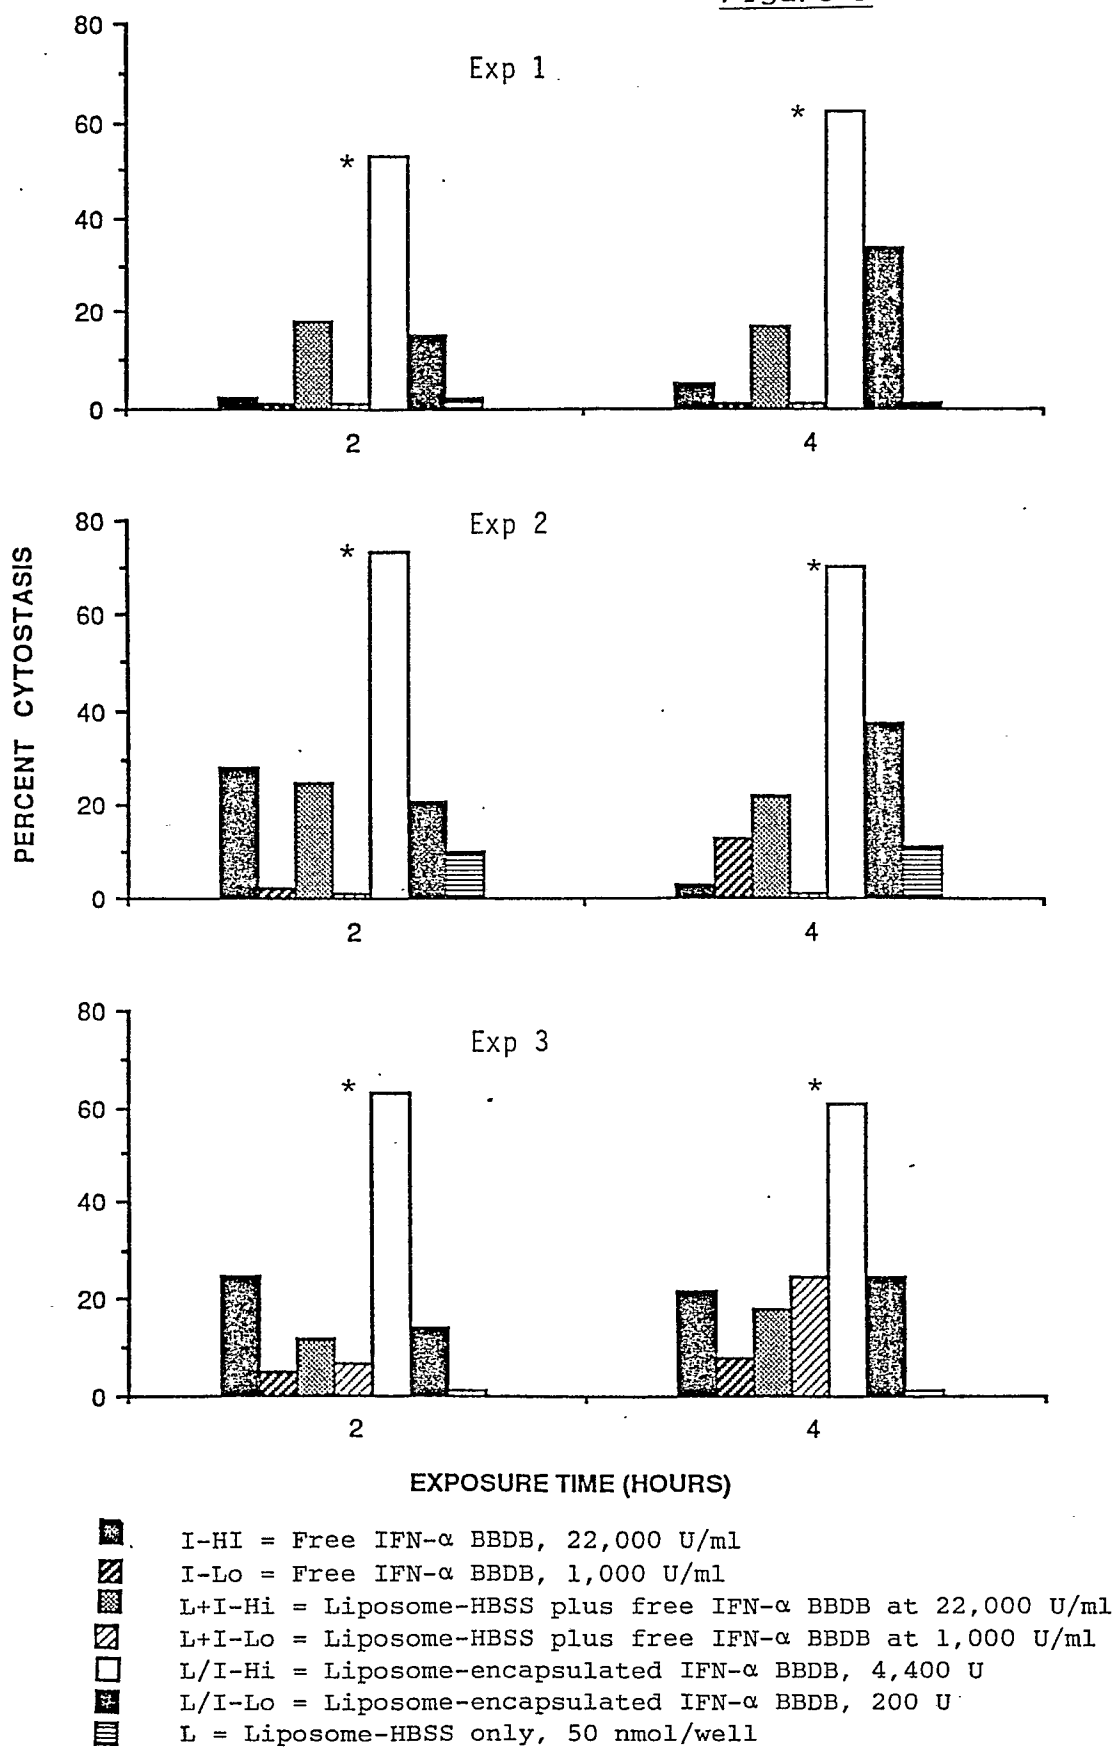 80
Exp 1
60
*
*
40
20
0
2
4
80
Exp 2
*
*
60
40
20
0
2
4
PERCENT CYTOSTASIS
80
Exp 3
*
*
60
40
20
0
2
4
EXPOSURE TIME (HOURS)
I-HI = Free IFN-α BBDB, 22,000 U/ml
I-Lo = Free IFN-α BBDB, 1,000 U/ml
L+I-Hi = Liposome-HBSS plus free IFN-α BBDB at 22,000 U/ml
L+I-Lo = Liposome-HBSS plus free IFN-α BBDB at 1,000 U/ml
L/I-Hi = Liposome-encapsulated IFN-α BBDB, 4,400 U
L/I-Lo = Liposome-encapsulated IFN-α BBDB, 200 U
L = Liposome-HBSS only, 50 nmol/well